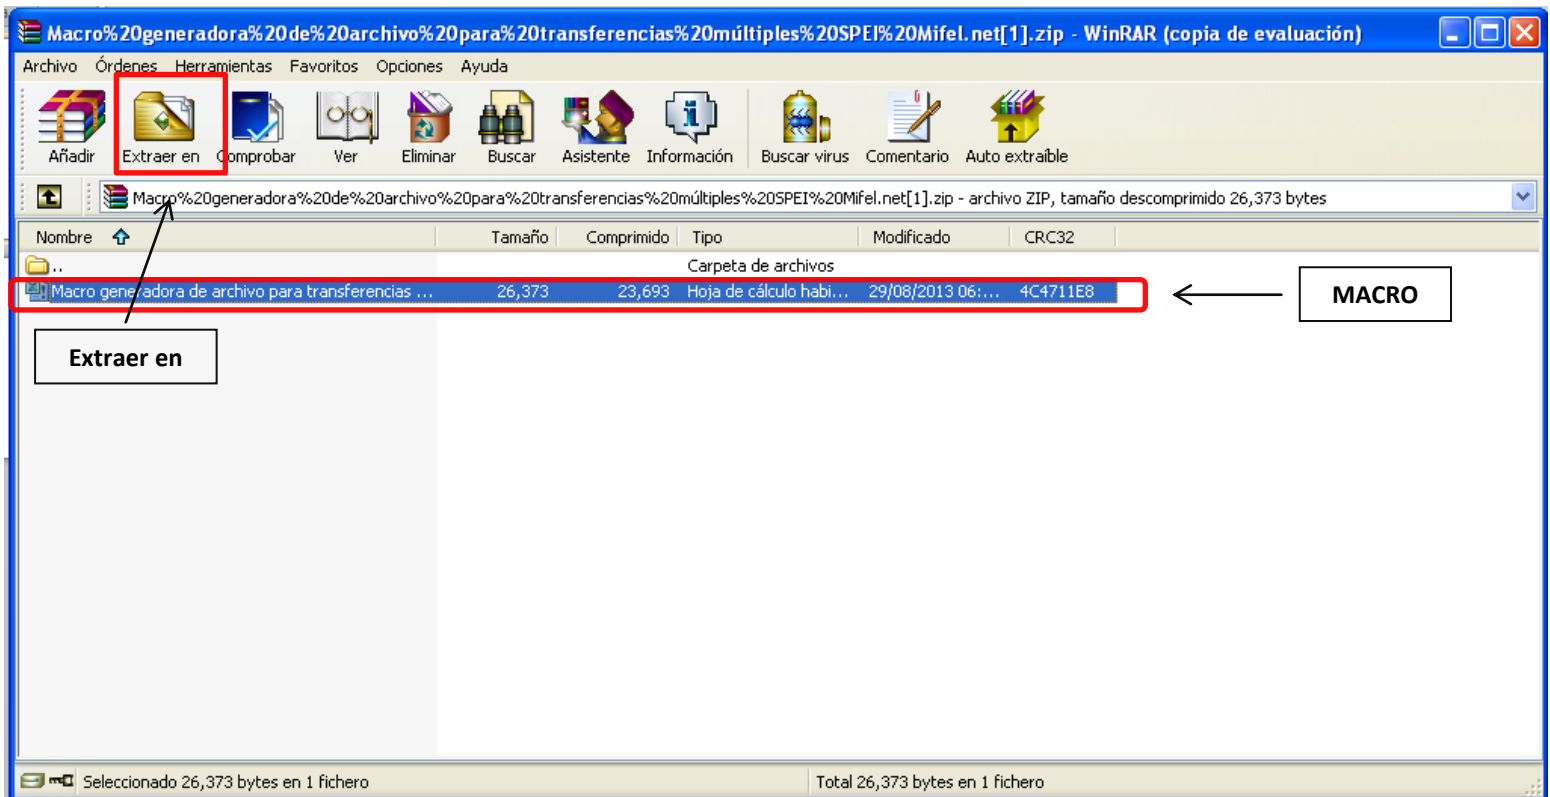 Macro%20generadora%20de%20archivo%20para%20transferencias%20múltiples%20SPEI%20Mifel.net[1].zip - WinRAR (copia de evaluación)
Archivo Órdenes Herramientas Favoritos Opciones Ayuda
Añadir Extraer en Comprobar Ver Eliminar Buscar Asistente Información Buscar virus Comentario Auto extraíble
Macro%20generadora%20de%20archivo%20para%20transferencias%20múltiples%20SPEI%20Mifel.net[1].zip - archivo ZIP, tamaño descomprimido 26,373 bytes
Nombre Tamaño Comprimido Tipo Modificado CRC32
.. Carpeta de archivos
Macro generadora de archivo para transferencias ... 26,373 23,693 Hoja de cálculo habi... 29/08/2013 06:... 4C4711E8
MACRO
Extraer en
Seleccionado 26,373 bytes en 1 fichero Total 26,373 bytes en 1 fichero